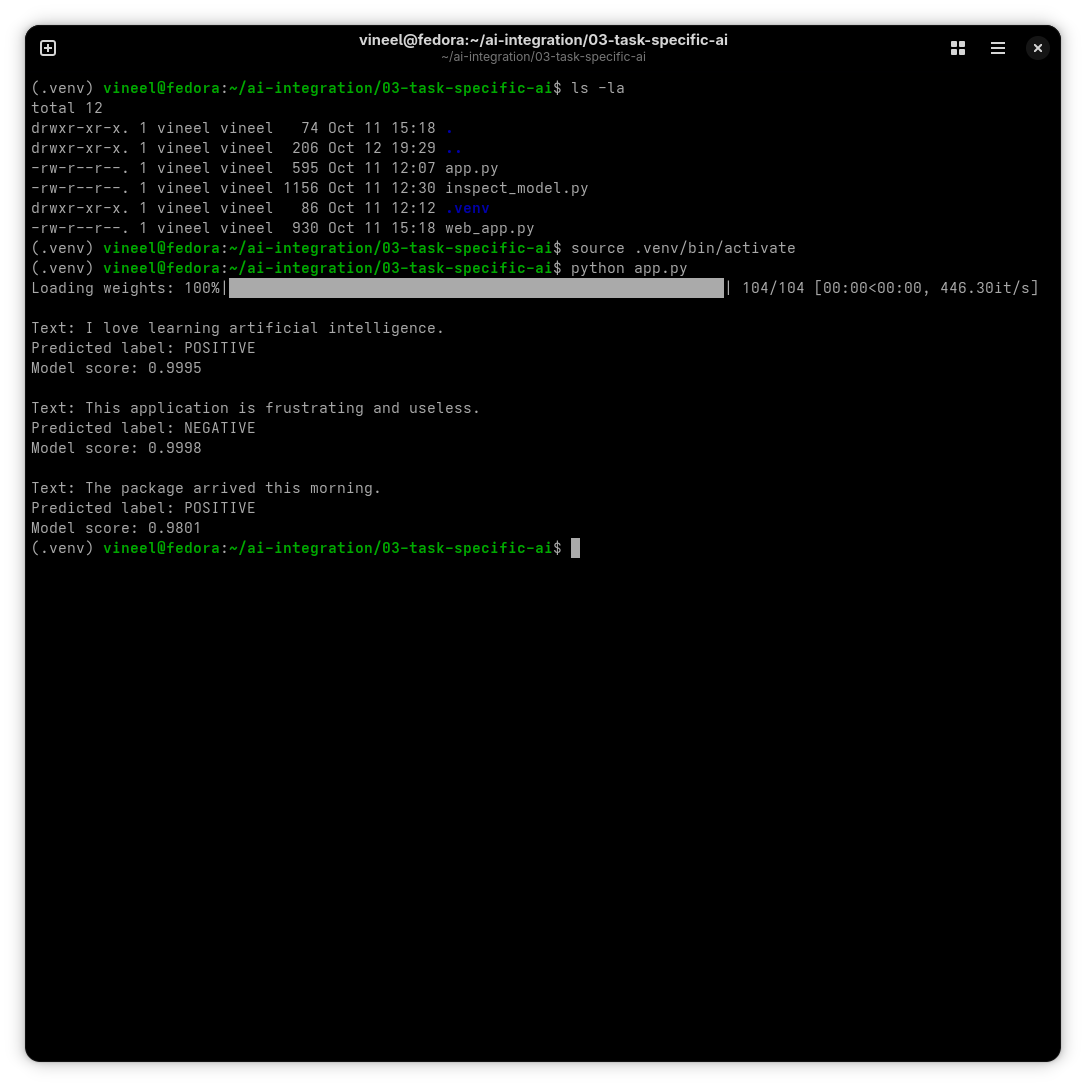 vineel@fedora:~/ai-integration/03-task-specific-ai
~/ai-integration/03-task-specific-ai
(.venv) vineel@fedora:~/ai-integration/03-task-specific-ai$ ls -la
total 12
drwxr-xr-x. 1 vineel vineel   74 Oct 11 15:18 .
drwxr-xr-x. 1 vineel vineel  206 Oct 12 19:29 ..
-rw-r--r--. 1 vineel vineel  595 Oct 11 12:07 app.py
-rw-r--r--. 1 vineel vineel 1156 Oct 11 12:30 inspect_model.py
drwxr-xr-x. 1 vineel vineel   86 Oct 11 12:12 .venv
-rw-r--r--. 1 vineel vineel  930 Oct 11 15:18 web_app.py
(.venv) vineel@fedora:~/ai-integration/03-task-specific-ai$ source .venv/bin/activate
(.venv) vineel@fedora:~/ai-integration/03-task-specific-ai$ python app.py
Loading weights: 100%|                                                       | 104/104 [00:00<00:00, 446.30it/s]
Text: I love learning artificial intelligence.
Predicted label: POSITIVE
Model score: 0.9995
Text: This application is frustrating and useless.
Predicted label: NEGATIVE
Model score: 0.9998
Text: The package arrived this morning.
Predicted label: POSITIVE
Model score: 0.9801
(.venv) vineel@fedora:~/ai-integration/03-task-specific-ai$